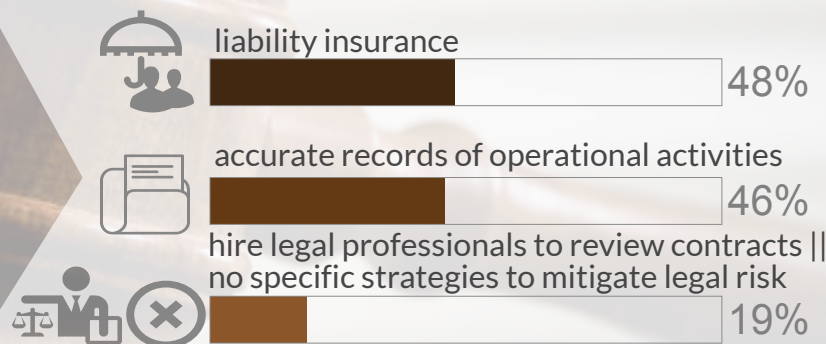 liability insurance
48%
accurate records of operational activities
46%
hire legal professionals to review contracts ||
no specific strategies to mitigate legal risk
19%